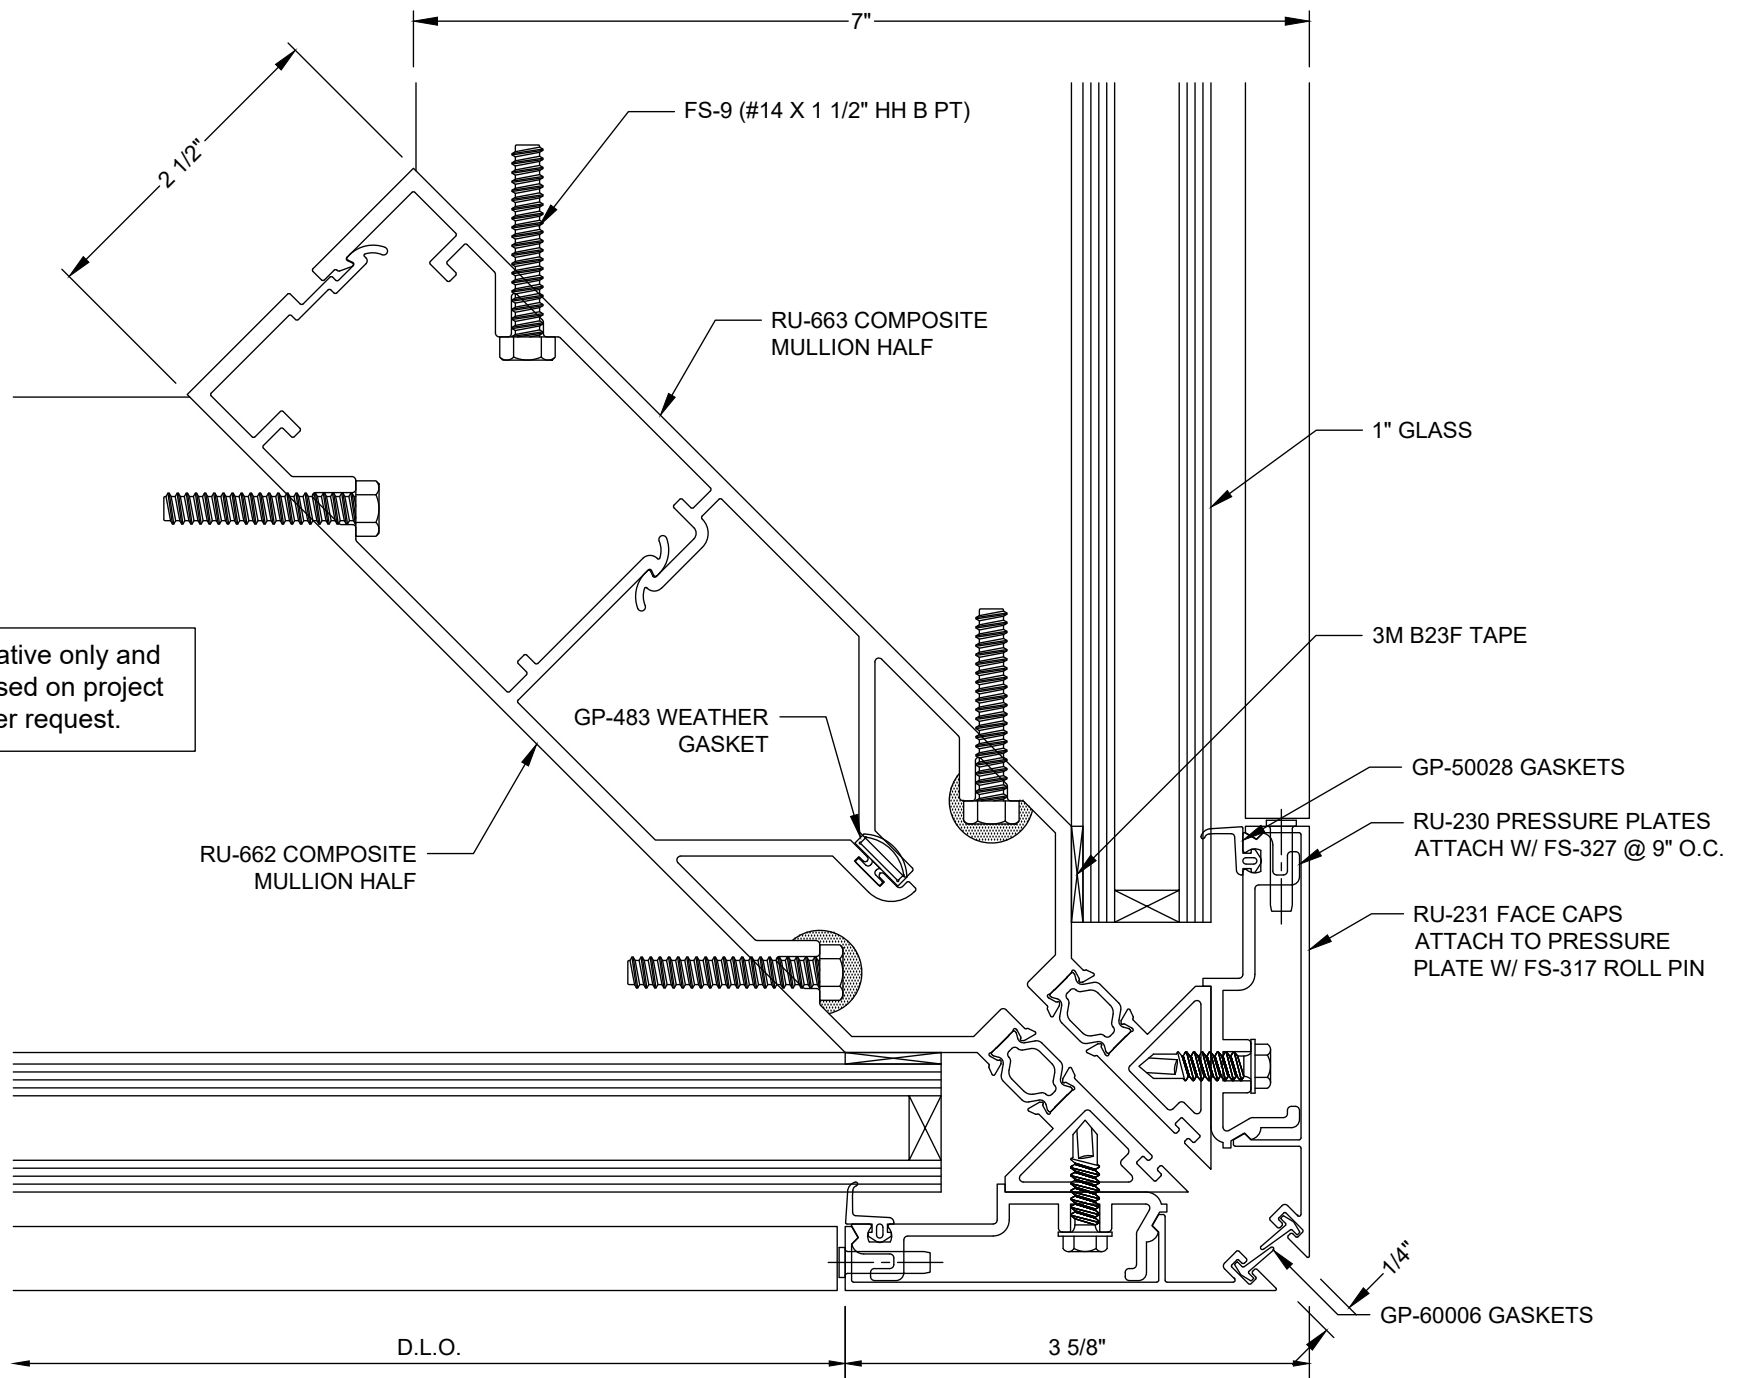 7"
2 1/2"
FS-9 (#14 X 1 1/2" HH B PT)
RU-663 COMPOSITE
MULLION HALF
1" GLASS
3M B23F TAPE
ative only and
sed on project
er request.
GP-483 WEATHER
GASKET
GP-50028 GASKETS
RU-230 PRESSURE PLATES
ATTACH W/ FS-327 @ 9" O.C.
RU-662 COMPOSITE
MULLION HALF
RU-231 FACE CAPS
ATTACH TO PRESSURE
PLATE W/ FS-317 ROLL PIN
1/4"
GP-60006 GASKETS
D.L.O.
3 5/8"